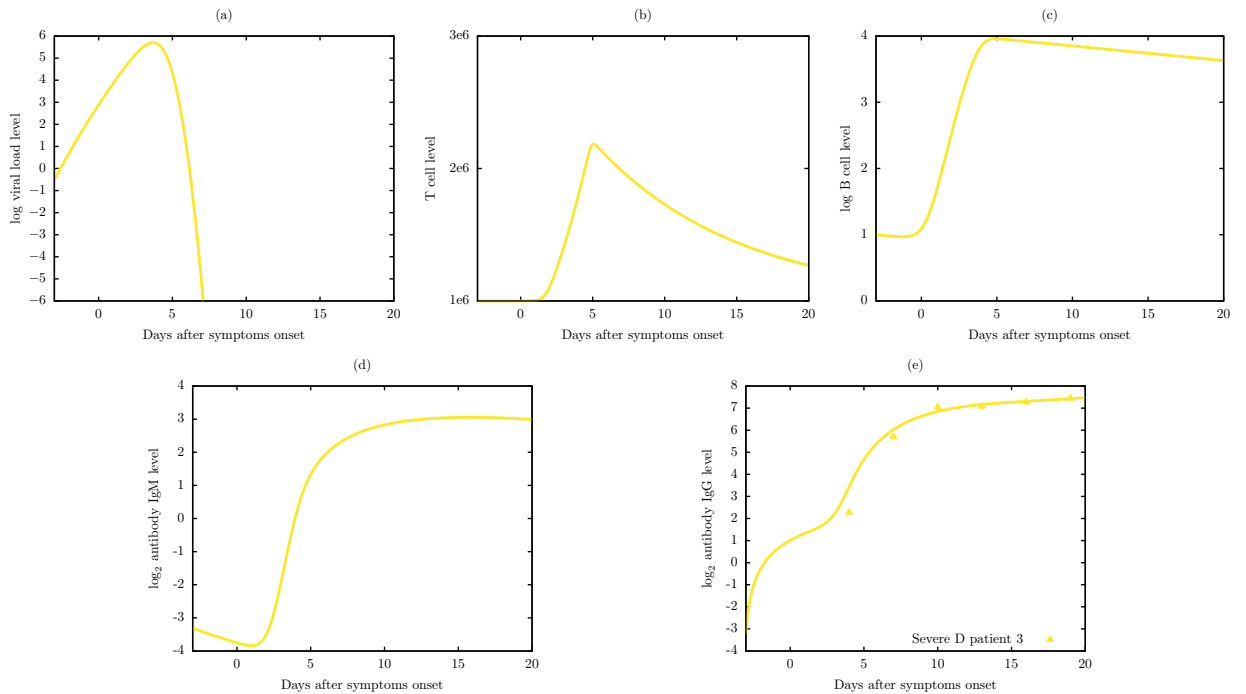 (a)
6
5
4
3
2
1
0
−1
−2
−3
−4
−5
−6
log viral load level
0 5 10 15 20
Days after symptoms onset
(b)
3e6
2e6
1e6
T cell level
0 5 10 15 20
Days after symptoms onset
(c)
4
3
2
1
0
log B cell level
0 5 10 15 20
Days after symptoms onset
(d)
4
3
2
1
0
-1
-2
-3
-4
log₂ antibody IgM level
0 5 10 15 20
Days after symptoms onset
(e)
8
7
6
5
4
3
2
1
0
-1
-2
-3
-4
log₂ antibody IgG level
Severe D patient 3
0 5 10 15 20
Days after symptoms onset